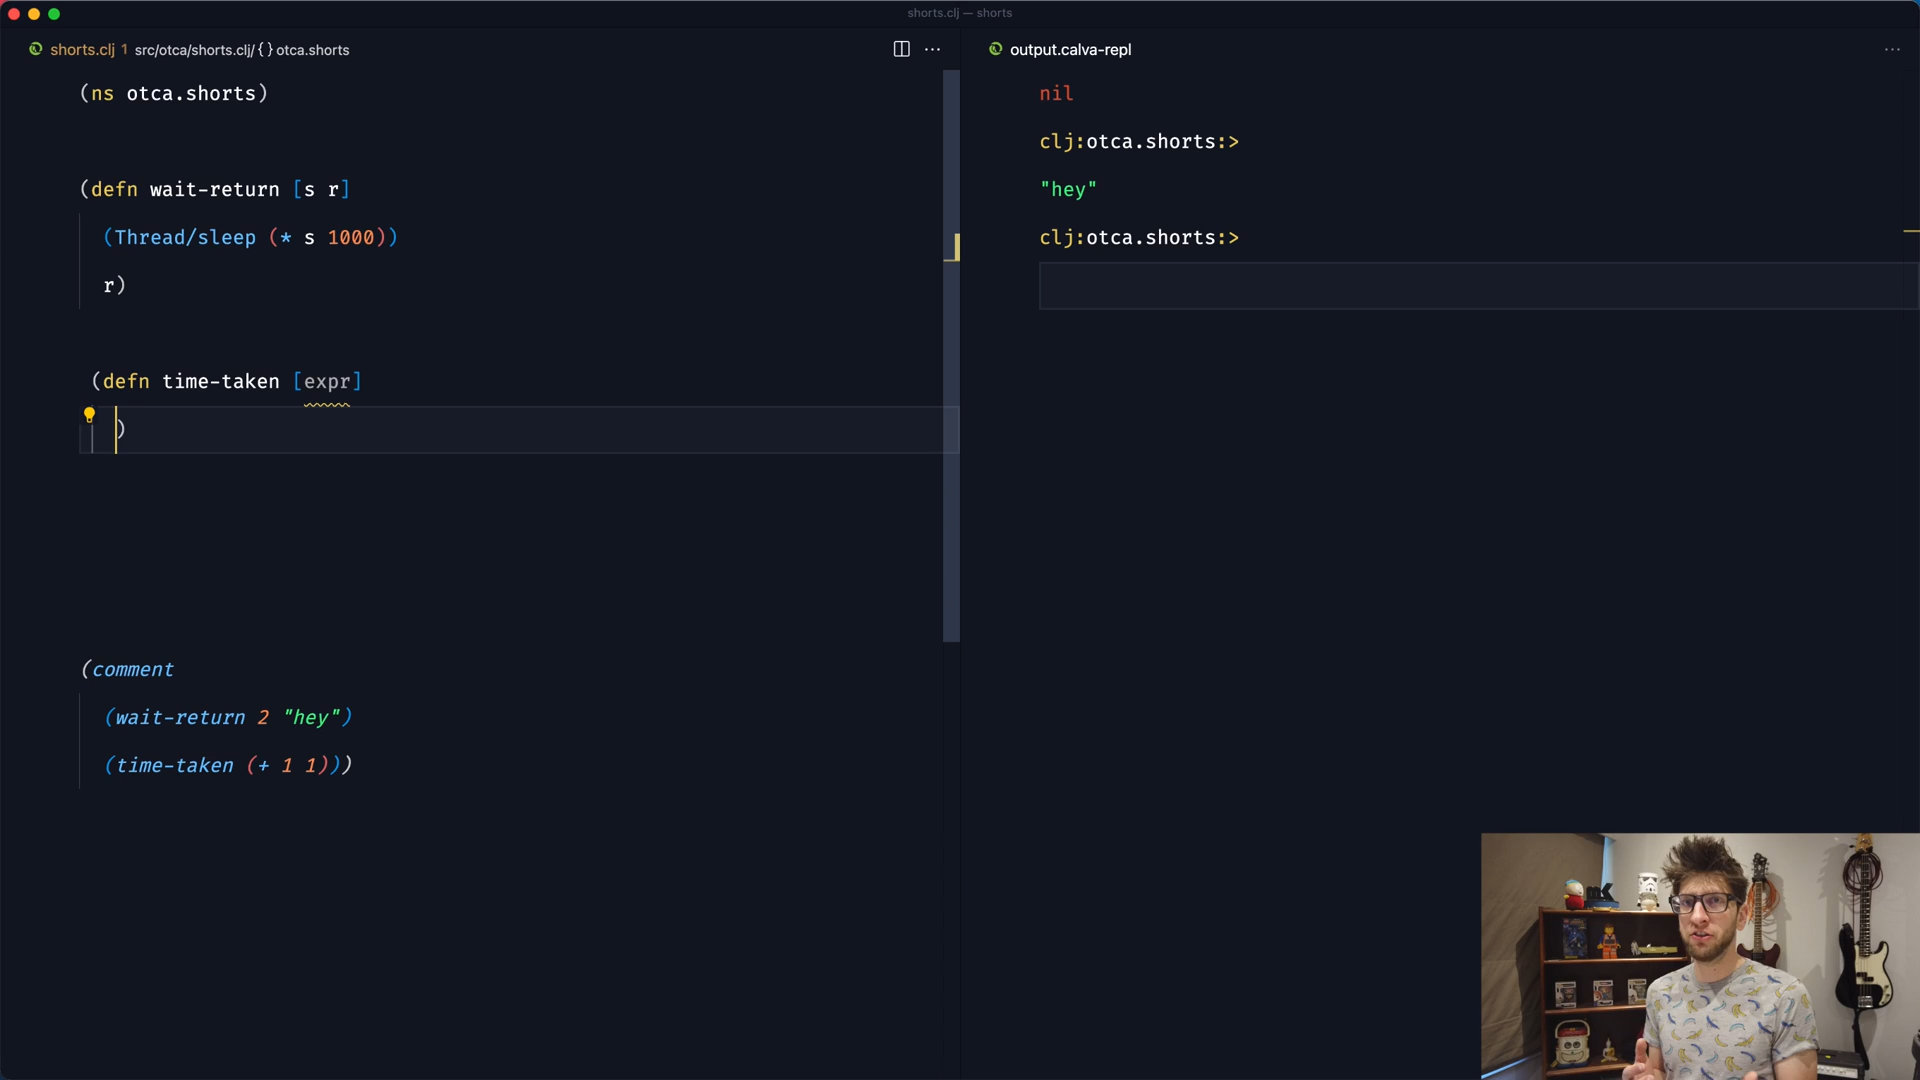 shorts.clj — shorts
shorts.clj 1 src/otca/shorts.clj/{} otca.shorts
(ns otca.shorts)
(defn wait-return [s r]
(Thread/sleep (* s 1000))
r)
(defn time-taken [expr]
)
(comment
(wait-return 2 "hey")
(time-taken (+ 1 1)))
output.calva-repl
nil
clj:otca.shorts:>
"hey"
clj:otca.shorts:>